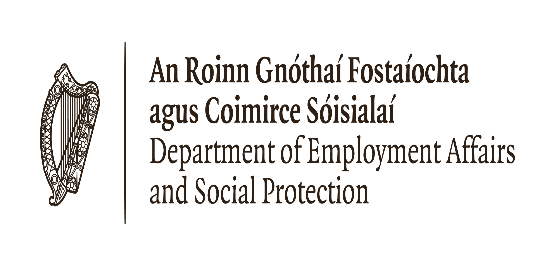 An Roinn Gnóthaí Fostaíochta
agus Coimirce Sóisialaí
Department of Employment Affairs
and Social Protection